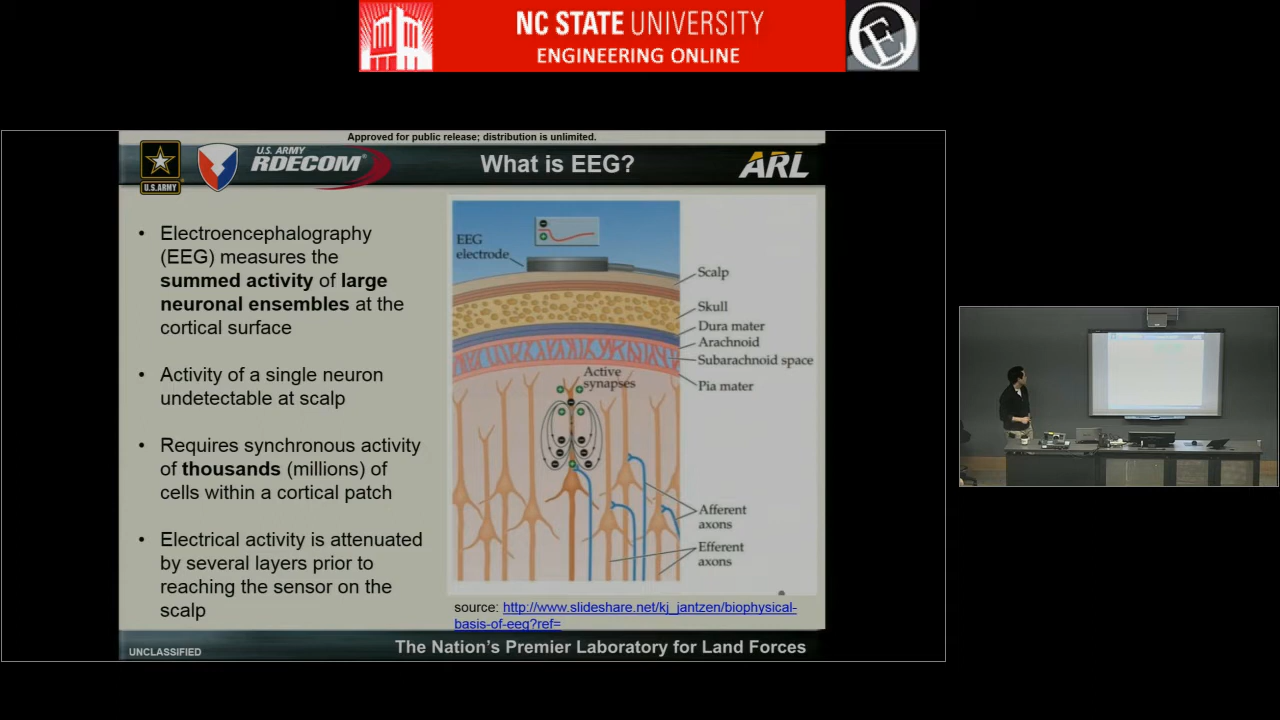 NC STATE UNIVERSITY
ENGINEERING ONLINE
Approved for public release; distribution is unlimited.
U.S. ARMY
U.S. ARMY
RDECOM®
What is EEG?
ARL
• Electroencephalography
(EEG) measures the
summed activity of large
neuronal ensembles at the
cortical surface
• Activity of a single neuron
undetectable at scalp
• Requires synchronous activity
of thousands (millions) of
cells within a cortical patch
• Electrical activity is attenuated
by several layers prior to
reaching the sensor on the
scalp
EEG
electrode
Scalp
Skull
Dura mater
Arachnoid
Subarachnoid space
Pia mater
Active
synapses
Afferent
axons
Efferent
axons
source: http://www.slideshare.net/kj_jantzen/biophysical-
basis-of-eeg?ref=
UNCLASSIFIED
The Nation's Premier Laboratory for Land Forces